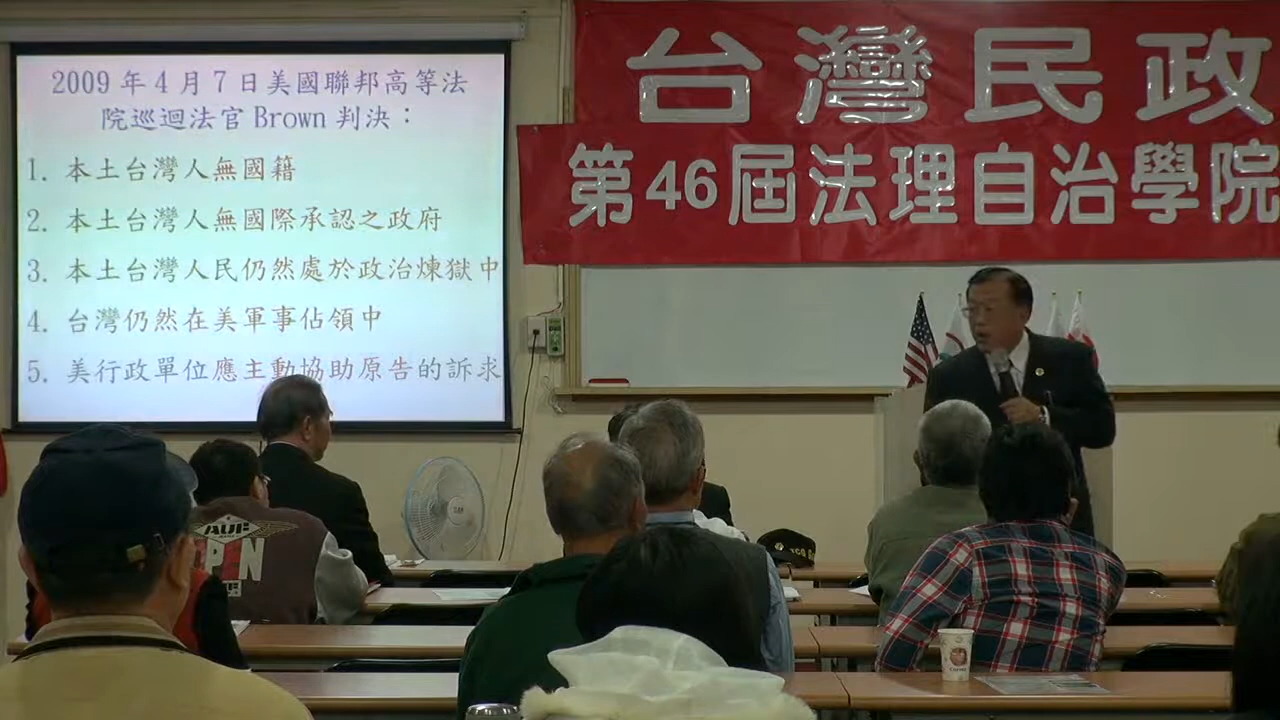 2009 年 4 月 7 日美國聯邦高等法
院巡迴法官 Brown 判決：
1. 本土台灣人無國籍
2. 本土台灣人無國際承認之政府
3. 本土台灣人民仍然處於政治煉獄中
4. 台灣仍然在美軍事佔領中
5. 美行政單位應主動協助原告的訴求
台灣民政
第46屆法理自治學院